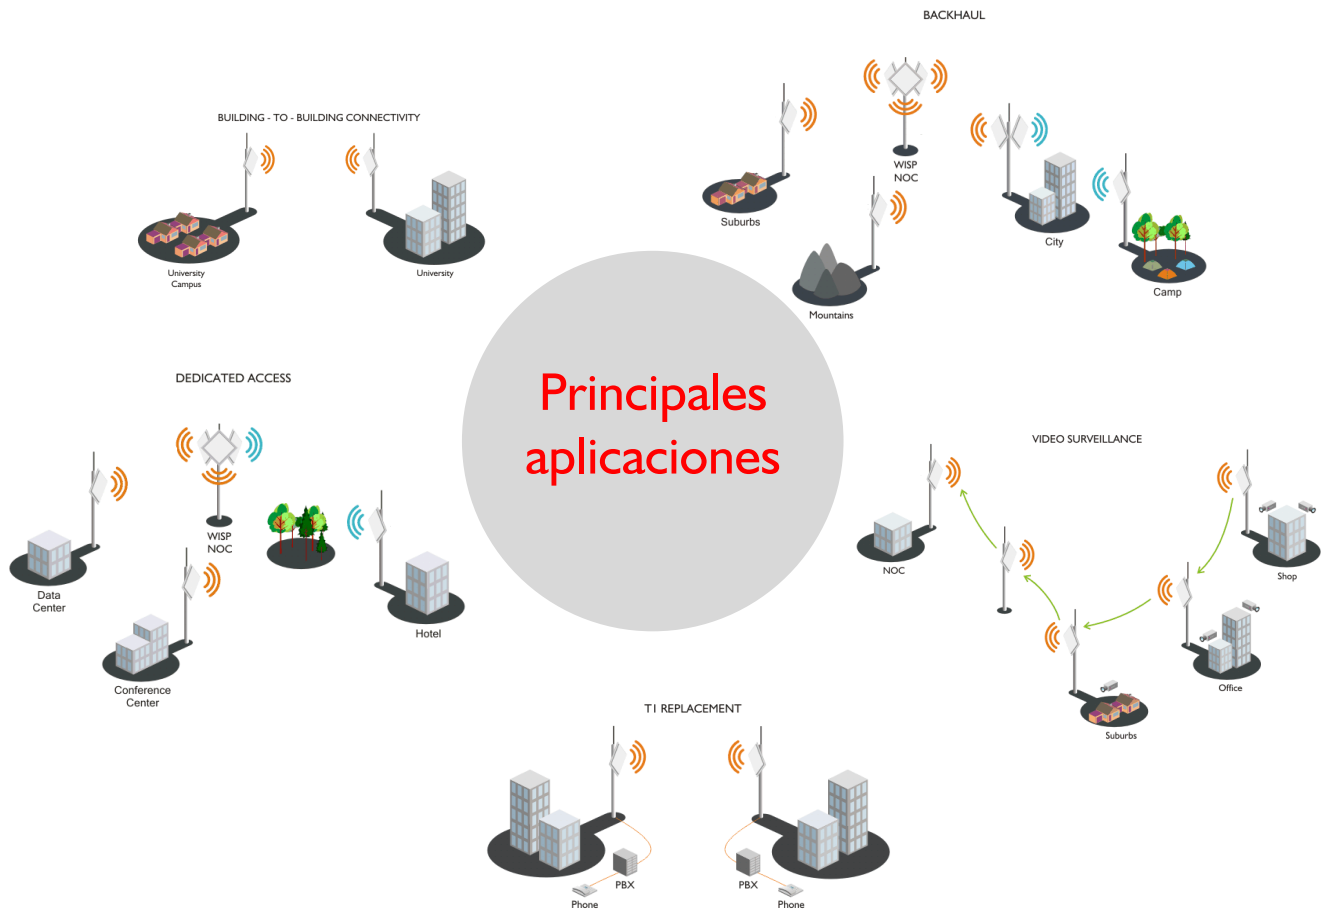 BACKHAUL
BUILDING - TO - BUILDING CONNECTIVITY
University
Campus
University
WISP
NOC
Suburbs
Mountains
City
Camp
Principales
aplicaciones
DEDICATED ACCESS
WISP
NOC
Data
Center
Conference
Center
Hotel
VIDEO SURVEILLANCE
NOC
Shop
Office
Suburbs
T1 REPLACEMENT
PBX
Phone
PBX
Phone